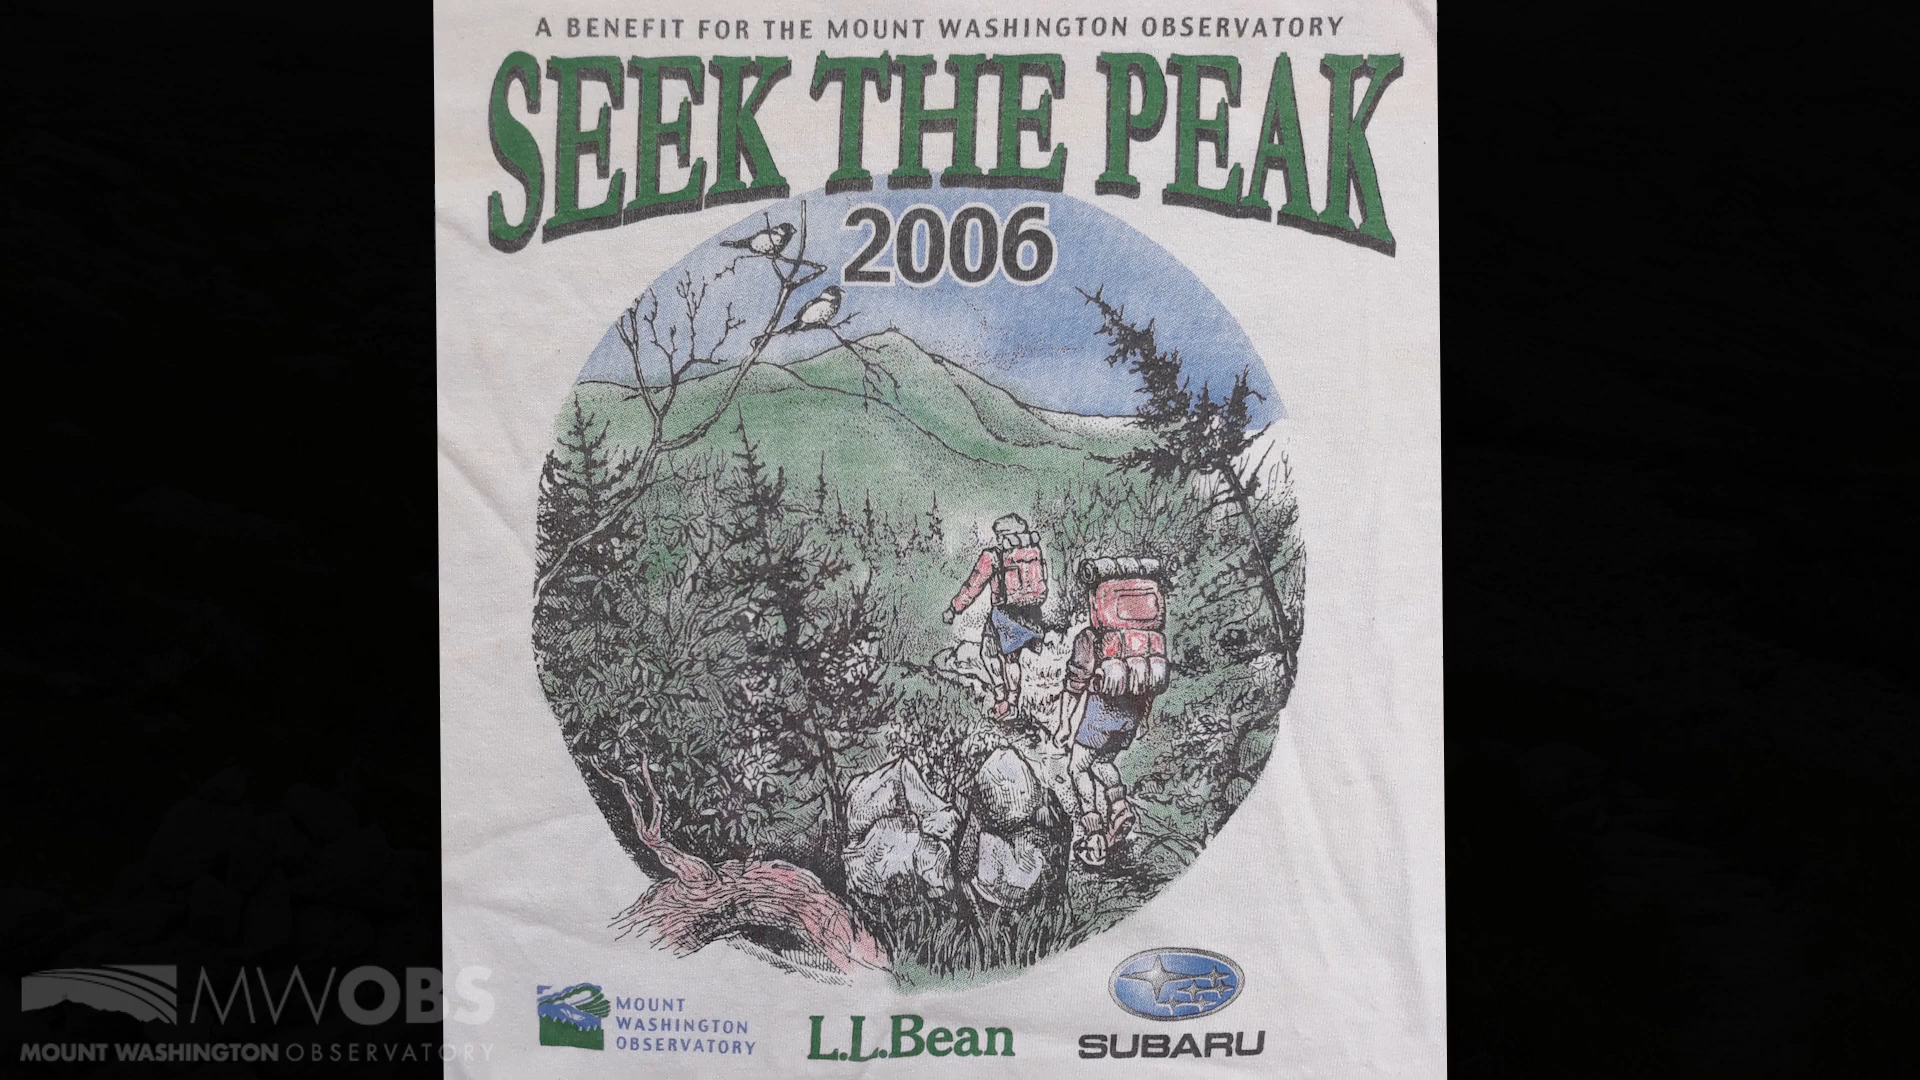 A BENEFIT FOR THE MOUNT WASHINGTON OBSERVATORY
SEEK THE PEAK
2006
MOUNT
WASHINGTON
OBSERVATORY
L.L.Bean
SUBARU
MWOBS
MOUNT WASHINGTON OBSERVATORY